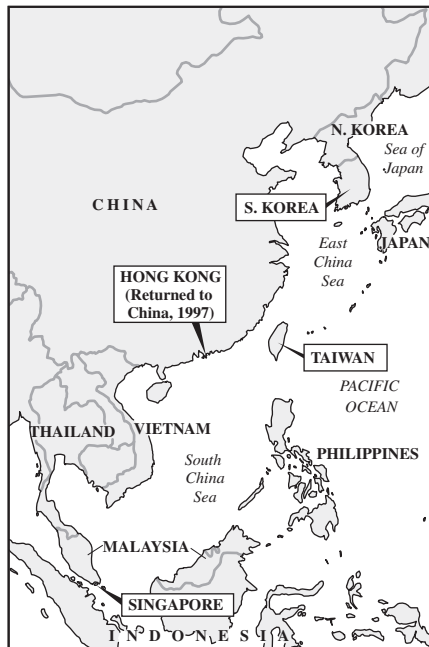 N. KOREA
Sea of
Japan
CHINA
S. KOREA
East
China
Sea
JAPAN
HONG KONG
(Returned to
China, 1997)
TAIWAN
PACIFIC
OCEAN
THAILAND
VIETNAM
PHILIPPINES
South
China
Sea
MALAYSIA
SINGAPORE
INDONESIA